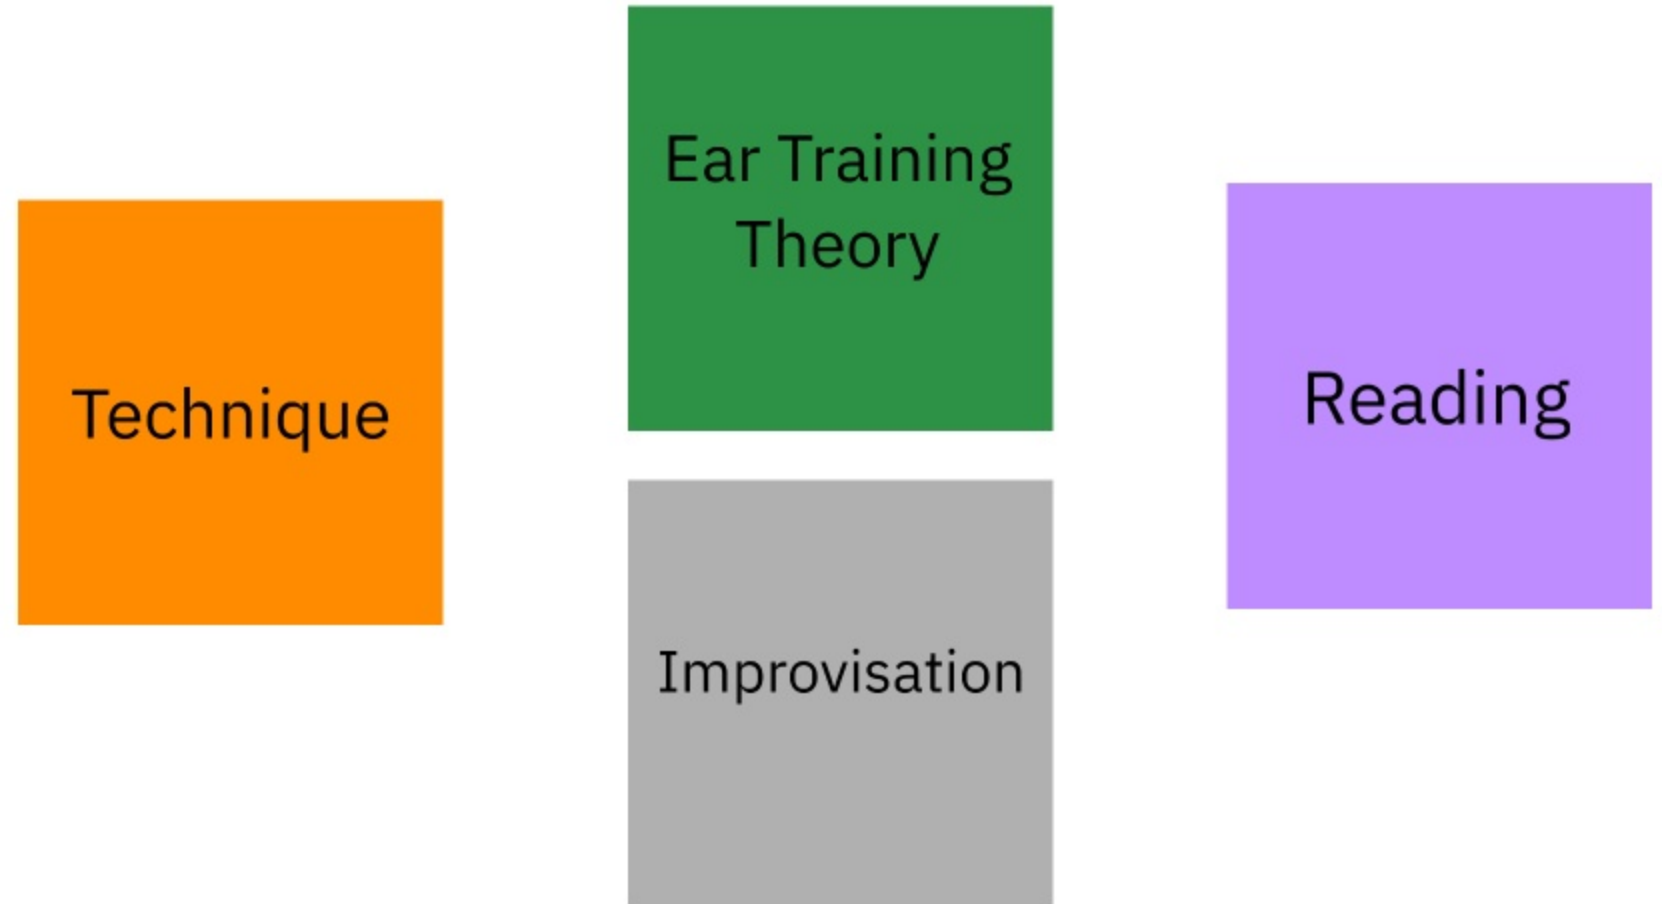 Technique
Ear Training
Theory
Improvisation
Reading